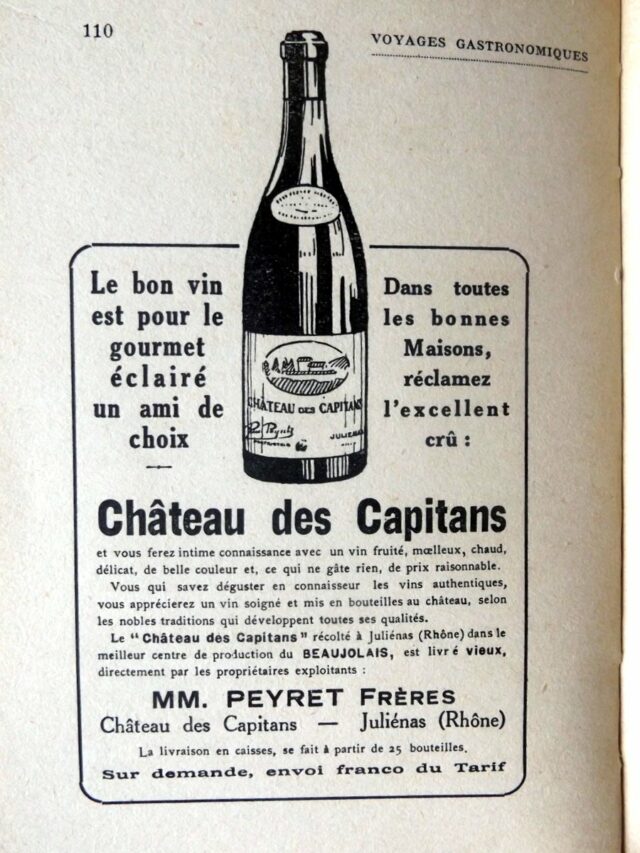 110
VOYAGES GASTRONOMIQUES
Le bon vin
est pour le
gourmet
éclairé
un ami de
choix
Dans toutes
les bonnes
Maisons,
réclamez
l'excellent
crû :
CHÂTEAU DES CAPITANS
JULIÉNAS
Château des Capitans
et vous ferez intime connaissance avec un vin fruité, mœlleux, chaud,
délicat, de belle couleur et, ce qui ne gâte rien, de prix raisonnable.
Vous qui savez déguster en connaisseur les vins authentiques,
vous apprécierez un vin soigné et mis en bouteilles au château, selon
les nobles traditions qui développent toutes ses qualités.
Le "Château des Capitans" récolté à Juliénas (Rhône) dans le
meilleur centre de production du BEAUJOLAIS, est livré vieux,
directement par les propriétaires exploitants :
MM. PEYRET FRÈRES
Château des Capitans — Juliénas (Rhône)
La livraison en caisses, se fait à partir de 25 bouteilles.
Sur demande, envoi franco du Tarif